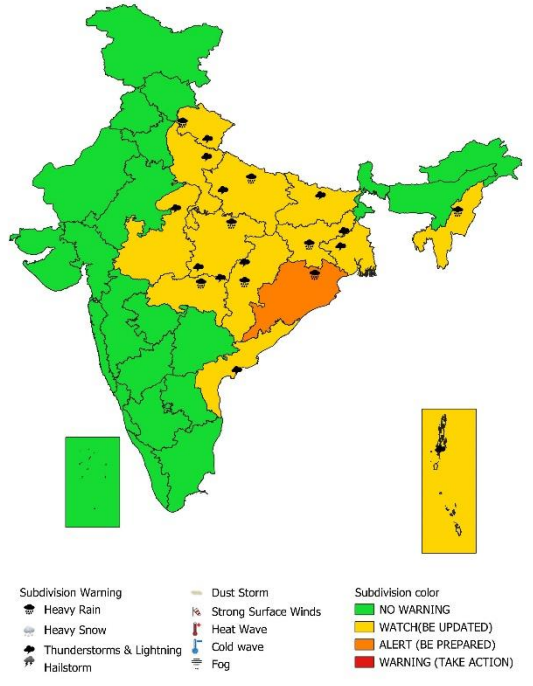 Subdivision Warning
Heavy Rain
Heavy Snow
Thunderstorms & Lightning
Hailstorm
Dust Storm
Strong Surface Winds
Heat Wave
Cold wave
Fog
Subdivision color
NO WARNING
WATCH(BE UPDATED)
ALERT (BE PREPARED)
WARNING (TAKE ACTION)